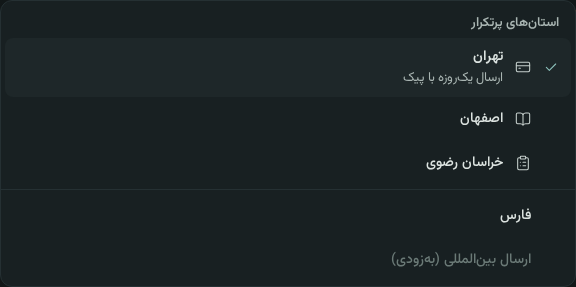 استان‌های پرتکرار
تهران
ارسال یک‌روزه با پیک
اصفهان
خراسان رضوی
فارس
ارسال بین‌المللی (به‌زودی)